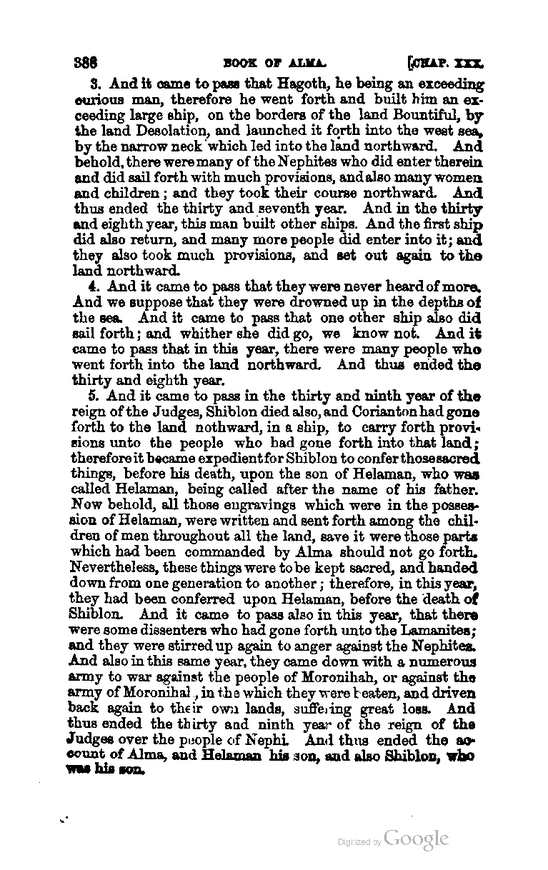 386 BOOK OF ALMA. [CHAP. XXX.
3. And it came to pass that Hagoth, he being an exceeding
curious man, therefore he went forth and built him an ex-
ceeding large ship, on the borders of the land Bountiful, by
the land Desolation, and launched it forth into the west sea,
by the narrow neck which led into the land northward. And
behold, there were many of the Nephites who did enter therein
and did sail forth with much provisions, and also many women
and children; and they took their course northward. And
thus ended the thirty and seventh year. And in the thirty
and eighth year, this man built other ships. And the first ship
did also return, and many more people did enter into it; and
they also took much provisions, and set out again to the
land northward.
4. And it came to pass that they were never heard of more.
And we suppose that they were drowned up in the depths of
the sea. And it came to pass that one other ship also did
sail forth; and whither she did go, we know not. And it
came to pass that in this year, there were many people who
went forth into the land northward. And thus ended the
thirty and eighth year.
5. And it came to pass in the thirty and ninth year of the
reign of the Judges, Shiblon died also, and Corianton had gone
forth to the land nothward, in a ship, to carry forth provi-
sions unto the people who had gone forth into that land;
therefore it became expedient for Shiblon to confer those sacred
things, before his death, upon the son of Helaman, who was
called Helaman, being called after the name of his father.
Now behold, all those engravings which were in the posses-
sion of Helaman, were written and sent forth among the chil-
dren of men throughout all the land, save it were those parts
which had been commanded by Alma should not go forth.
Nevertheless, these things were to be kept sacred, and handed
down from one generation to another; therefore, in this year,
they had been conferred upon Helaman, before the death of
Shiblon. And it came to pass also in this year, that there
were some dissenters who had gone forth unto the Lamanites;
and they were stirred up again to anger against the Nephites.
And also in this same year, they came down with a numerous
army to war against the people of Moronihah, or against the
army of Moronihah, in the which they were beaten, and driven
back again to their own lands, suffering great loss. And
thus ended the thirty and ninth year of the reign of the
Judges over the people of Nephi. And thus ended the ac-
count of Alma, and Helaman his son, and also Shiblon, who
was his son.
Digitized by Google